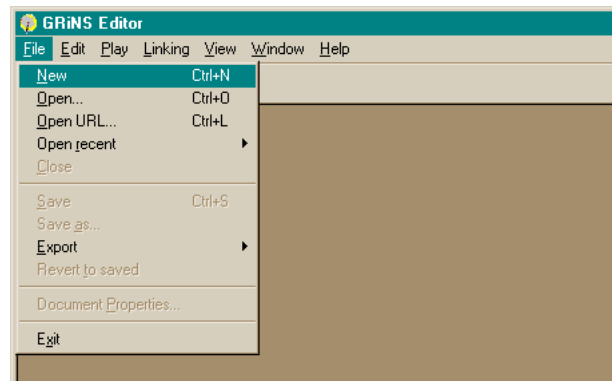 GRiNS Editor
File Edit Play Linking View Window Help
New Ctrl+N
Open... Ctrl+O
Open URL... Ctrl+L
Open recent
Close
Save Ctrl+S
Save as...
Export
Revert to saved
Document Properties...
Exit